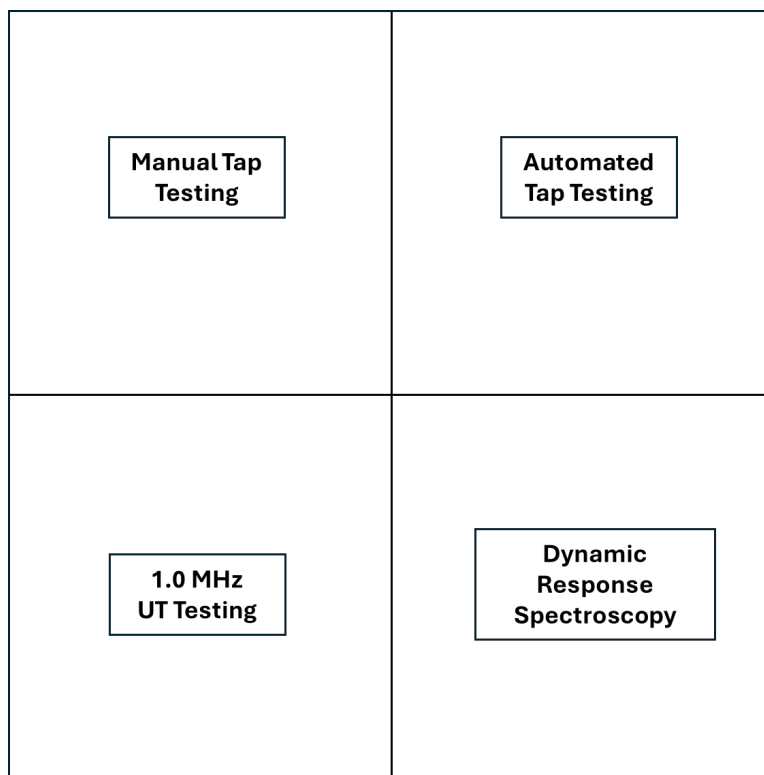 Manual Tap
Testing
Automated
Tap Testing
1.0 MHz
UT Testing
Dynamic
Response
Spectroscopy